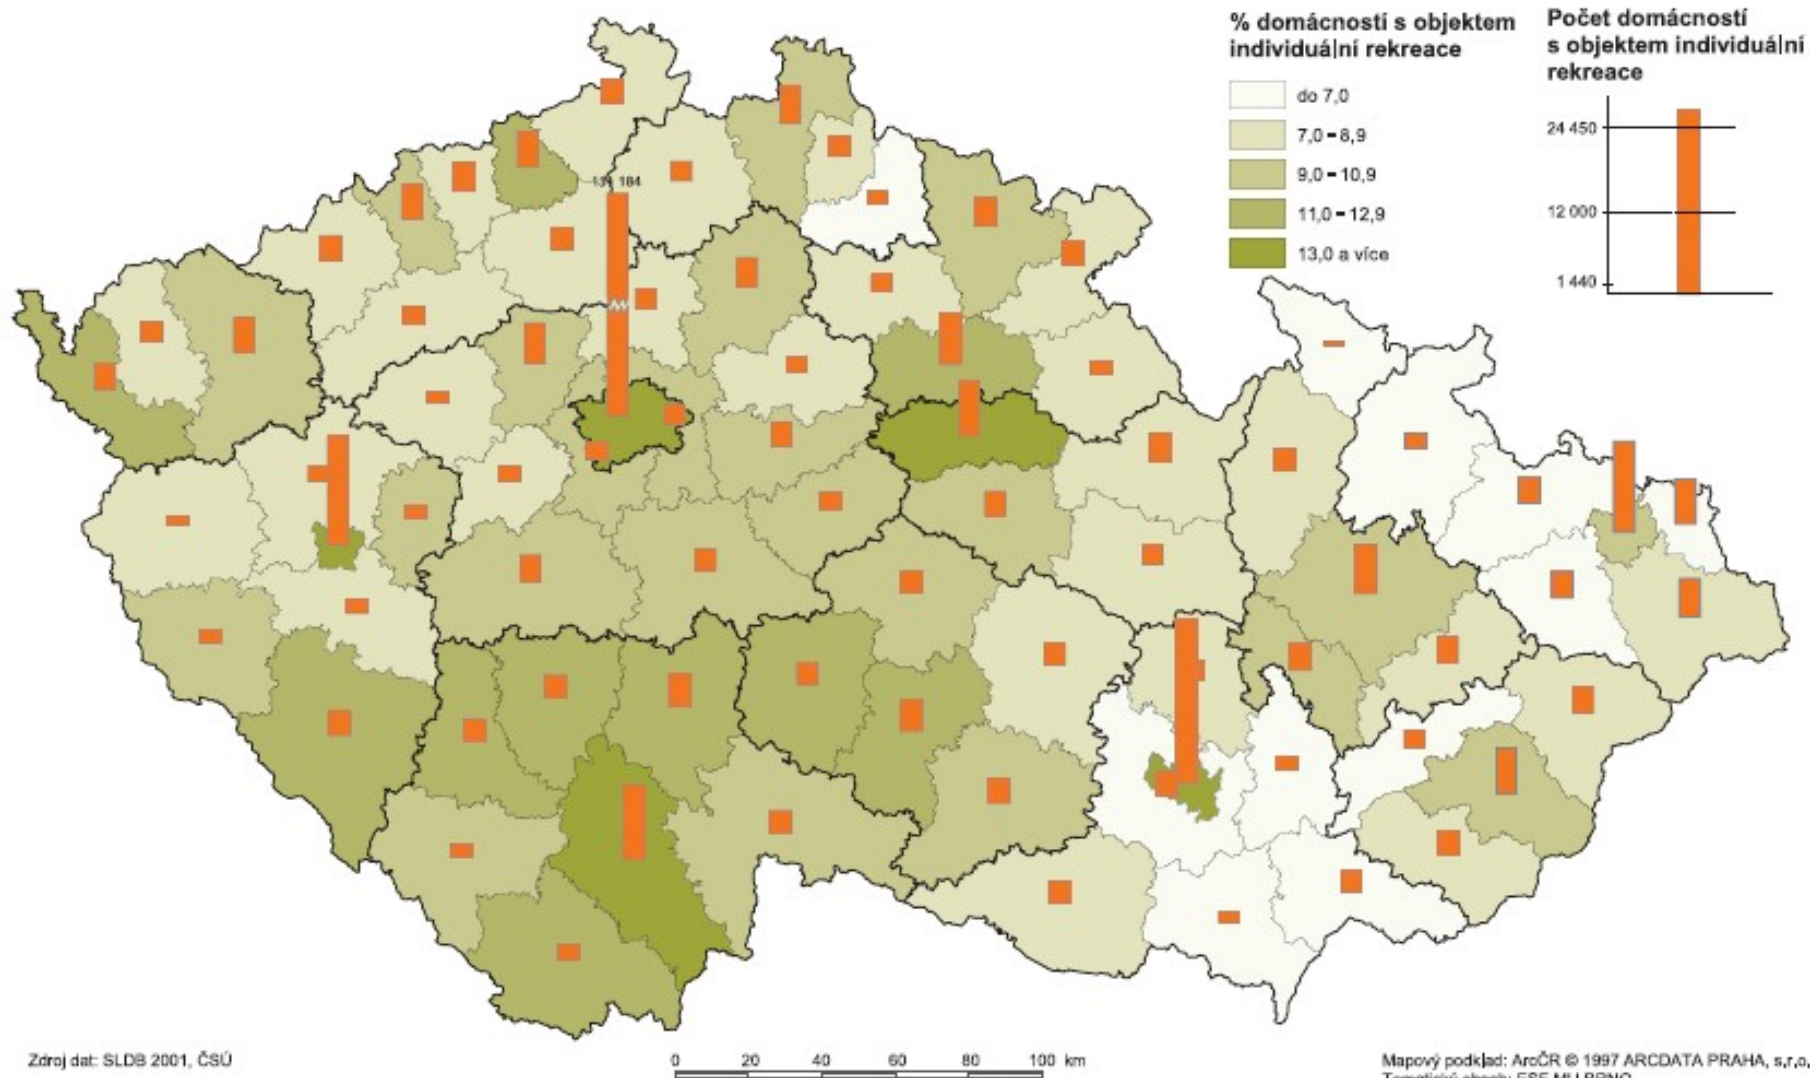 % domácností s objektem
individuální rekreace
do 7,0
7,0 – 8,9
9,0 – 10,9
11,0 – 12,9
13,0 a více
Počet domácností
s objektem individuální
rekreace
24 450
12 000
1 440
131 184
Zdroj dat: SLDB 2001, ČSÚ
0 20 40 60 80 100 km
Mapový podklad: ArcČR © 1997 ARCDATA PRAHA, s.r.o.